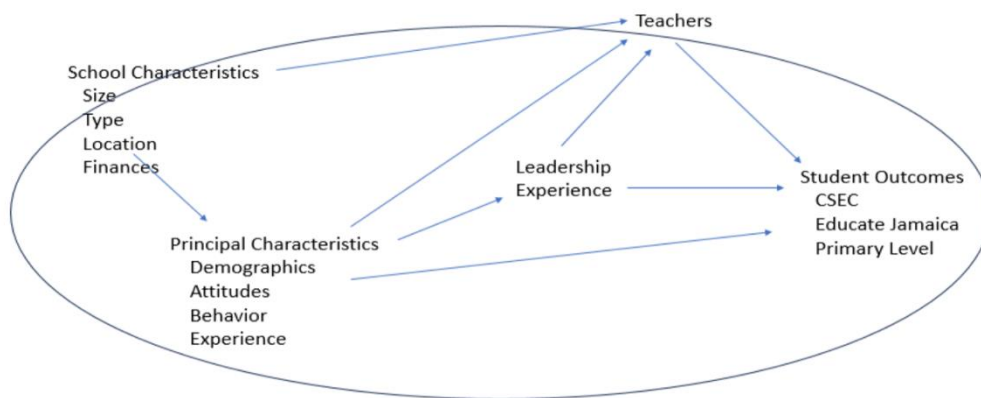 Teachers
School Characteristics
Size
Type
Location
Finances
Leadership
Experience
Student Outcomes
CSEC
Educate Jamaica
Primary Level
Principal Characteristics
Demographics
Attitudes
Behavior
Experience